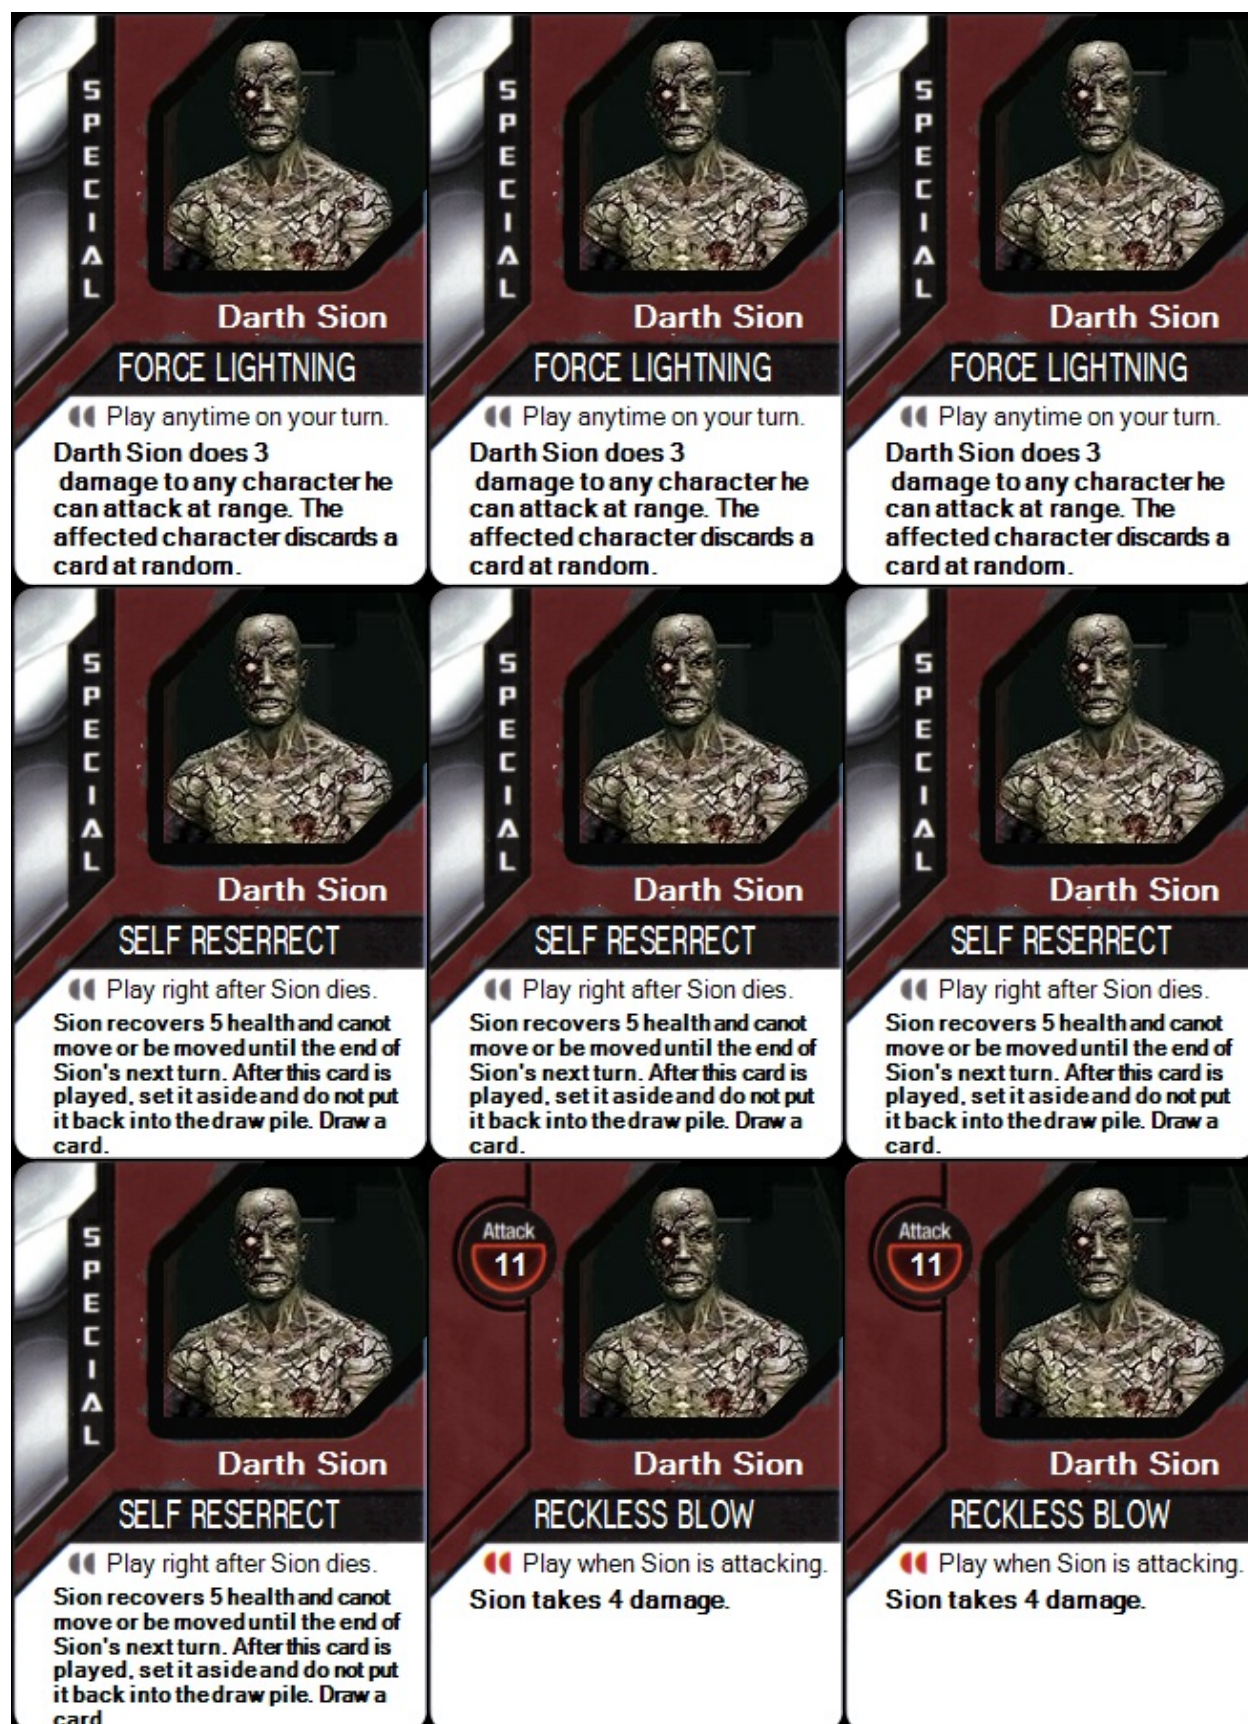 SPECIAL
Darth Sion
FORCE LIGHTNING
Play anytime on your turn.
Darth Sion does 3
damage to any character he
can attack at range. The
affected character discards a
card at random.
SPECIAL
Darth Sion
FORCE LIGHTNING
Play anytime on your turn.
Darth Sion does 3
damage to any character he
can attack at range. The
affected character discards a
card at random.
SPECIAL
Darth Sion
FORCE LIGHTNING
Play anytime on your turn.
Darth Sion does 3
damage to any character he
can attack at range. The
affected character discards a
card at random.
SPECIAL
Darth Sion
SELF RESERRECT
Play right after Sion dies.
Sion recovers 5 health and canot
move or be moved until the end of
Sion's next turn. After this card is
played, set it aside and do not put
it back into the draw pile. Draw a
card.
SPECIAL
Darth Sion
SELF RESERRECT
Play right after Sion dies.
Sion recovers 5 health and canot
move or be moved until the end of
Sion's next turn. After this card is
played, set it aside and do not put
it back into the draw pile. Draw a
card.
SPECIAL
Darth Sion
SELF RESERRECT
Play right after Sion dies.
Sion recovers 5 health and canot
move or be moved until the end of
Sion's next turn. After this card is
played, set it aside and do not put
it back into the draw pile. Draw a
card.
SPECIAL
Darth Sion
SELF RESERRECT
Play right after Sion dies.
Sion recovers 5 health and canot
move or be moved until the end of
Sion's next turn. After this card is
played, set it aside and do not put
it back into the draw pile. Draw a
card
Attack
11
Darth Sion
RECKLESS BLOW
Play when Sion is attacking.
Sion takes 4 damage.
Attack
11
Darth Sion
RECKLESS BLOW
Play when Sion is attacking.
Sion takes 4 damage.